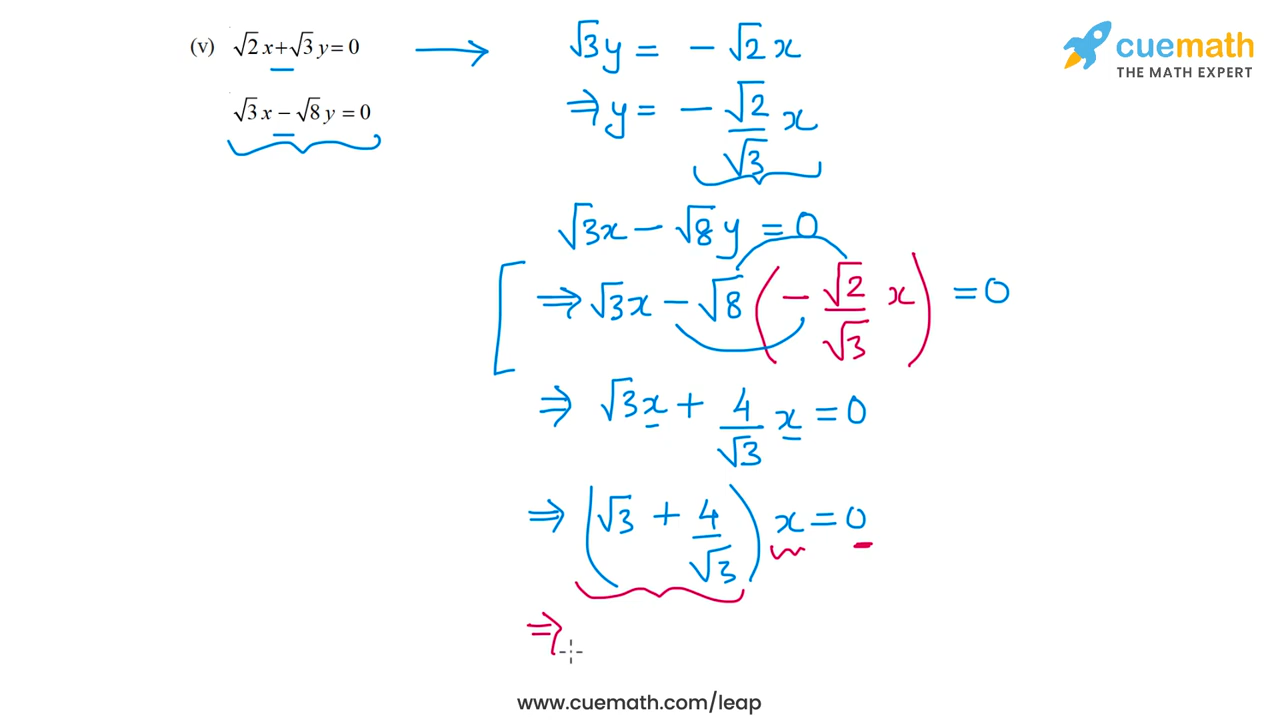 (v) √2x+√3y=0 ⟶ √3y = −√2x
√3x−√8y=0
⇒ y = −√2/√3 x
cuemath
THE MATH EXPERT
√3x − √8y = 0
⇒ √3x − √8(−√2/√3 x) = 0
⇒ √3x + 4/√3 x = 0
⇒ (√3 + 4/√3) x = 0
⇒
www.cuemath.com/leap